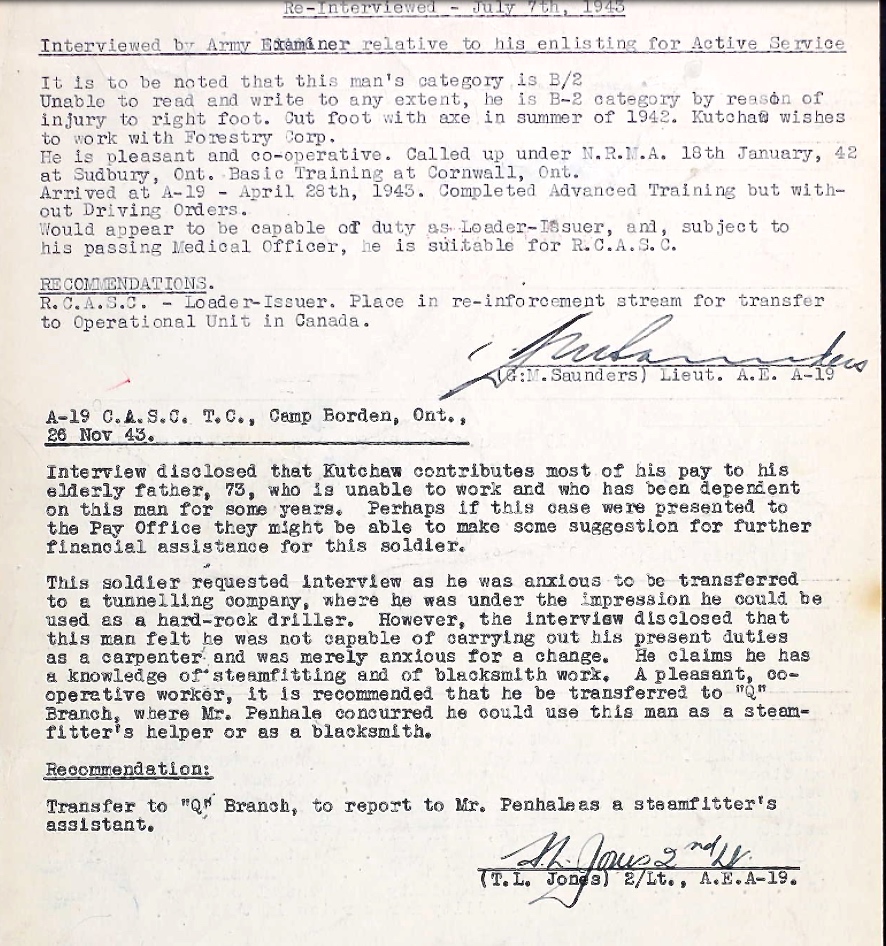 Re-Interviewed - July 7th, 1943
Interviewed by Army Examiner relative to his enlisting for Active Service
It is to be noted that this man's category is B/2
Unable to read and write to any extent, he is B-2 category by reason of
injury to right foot. Cut foot with axe in summer of 1942. Kutchaw wishes
to work with Forestry Corp.
He is pleasant and co-operative. Called up under N.R.M.A. 18th January, 42
at Sudbury, Ont. Basic Training at Cornwall, Ont.
Arrived at A-19 - April 28th, 1943. Completed Advanced Training but with-
out Driving Orders.
Would appear to be capable of duty as Loader-Issuer, and, subject to
his passing Medical Officer, he is suitable for R.C.A.S.C.
RECOMMENDATIONS.
R.C.A.S.C. - Loader-Issuer. Place in re-inforcement stream for transfer
to Operational Unit in Canada.
GMSaunders
(G.M.Saunders) Lieut. A.E. A-19
A-19 C.A.S.C. T.C., Camp Borden, Ont.,
26 Nov 43.
Interview disclosed that Kutchaw contributes most of his pay to his
elderly father, 73, who is unable to work and who has been dependent
on this man for some years. Perhaps if this case were presented to
the Pay Office they might be able to make some suggestion for further
financial assistance for this soldier.
This soldier requested interview as he was anxious to be transferred
to a tunnelling company, where he was under the impression he could be
used as a hard-rock driller. However, the interview disclosed that
this man felt he was not capable of carrying out his present duties
as a carpenter and was merely anxious for a change. He claims he has
a knowledge of steamfitting and of blacksmith work. A pleasant, co-
operative worker, it is recommended that he be transferred to "Q"
Branch, where Mr. Penhale concurred he could use this man as a steam-
fitter's helper or as a blacksmith.
Recommendation:
Transfer to "Q" Branch, to report to Mr. Penhaleas a steamfitter's
assistant.
T.L. Jones 2nd Lt.
(T.L. Jones) 2/Lt., A.E.A-19.